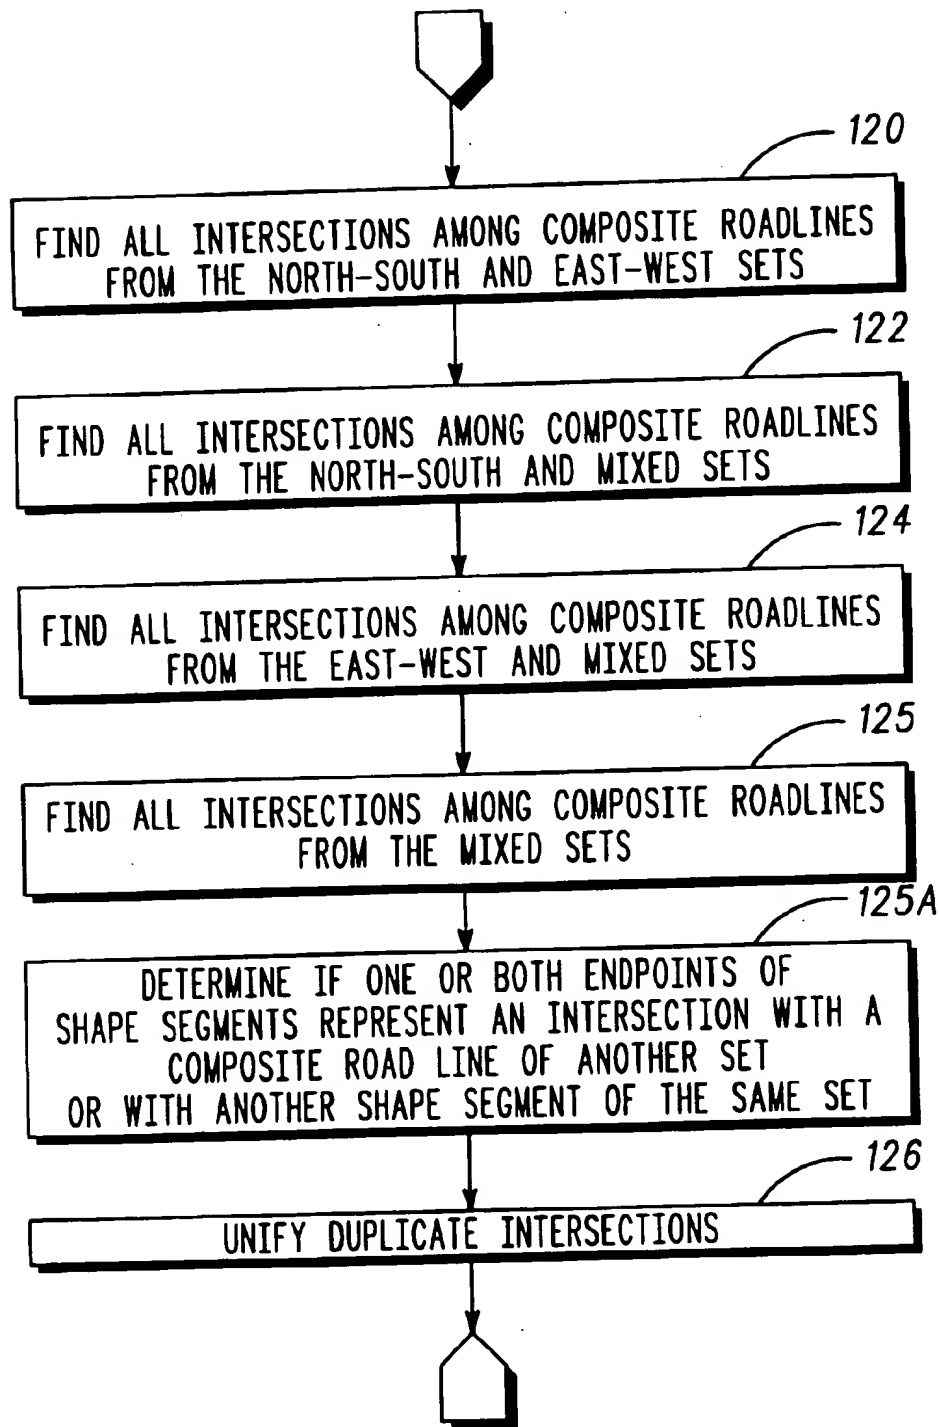 120
FIND ALL INTERSECTIONS AMONG COMPOSITE ROADLINES
FROM THE NORTH-SOUTH AND EAST-WEST SETS
122
FIND ALL INTERSECTIONS AMONG COMPOSITE ROADLINES
FROM THE NORTH-SOUTH AND MIXED SETS
124
FIND ALL INTERSECTIONS AMONG COMPOSITE ROADLINES
FROM THE EAST-WEST AND MIXED SETS
125
FIND ALL INTERSECTIONS AMONG COMPOSITE ROADLINES
FROM THE MIXED SETS
125A
DETERMINE IF ONE OR BOTH ENDPOINTS OF
SHAPE SEGMENTS REPRESENT AN INTERSECTION WITH A
COMPOSITE ROAD LINE OF ANOTHER SET
OR WITH ANOTHER SHAPE SEGMENT OF THE SAME SET
126
UNIFY DUPLICATE INTERSECTIONS